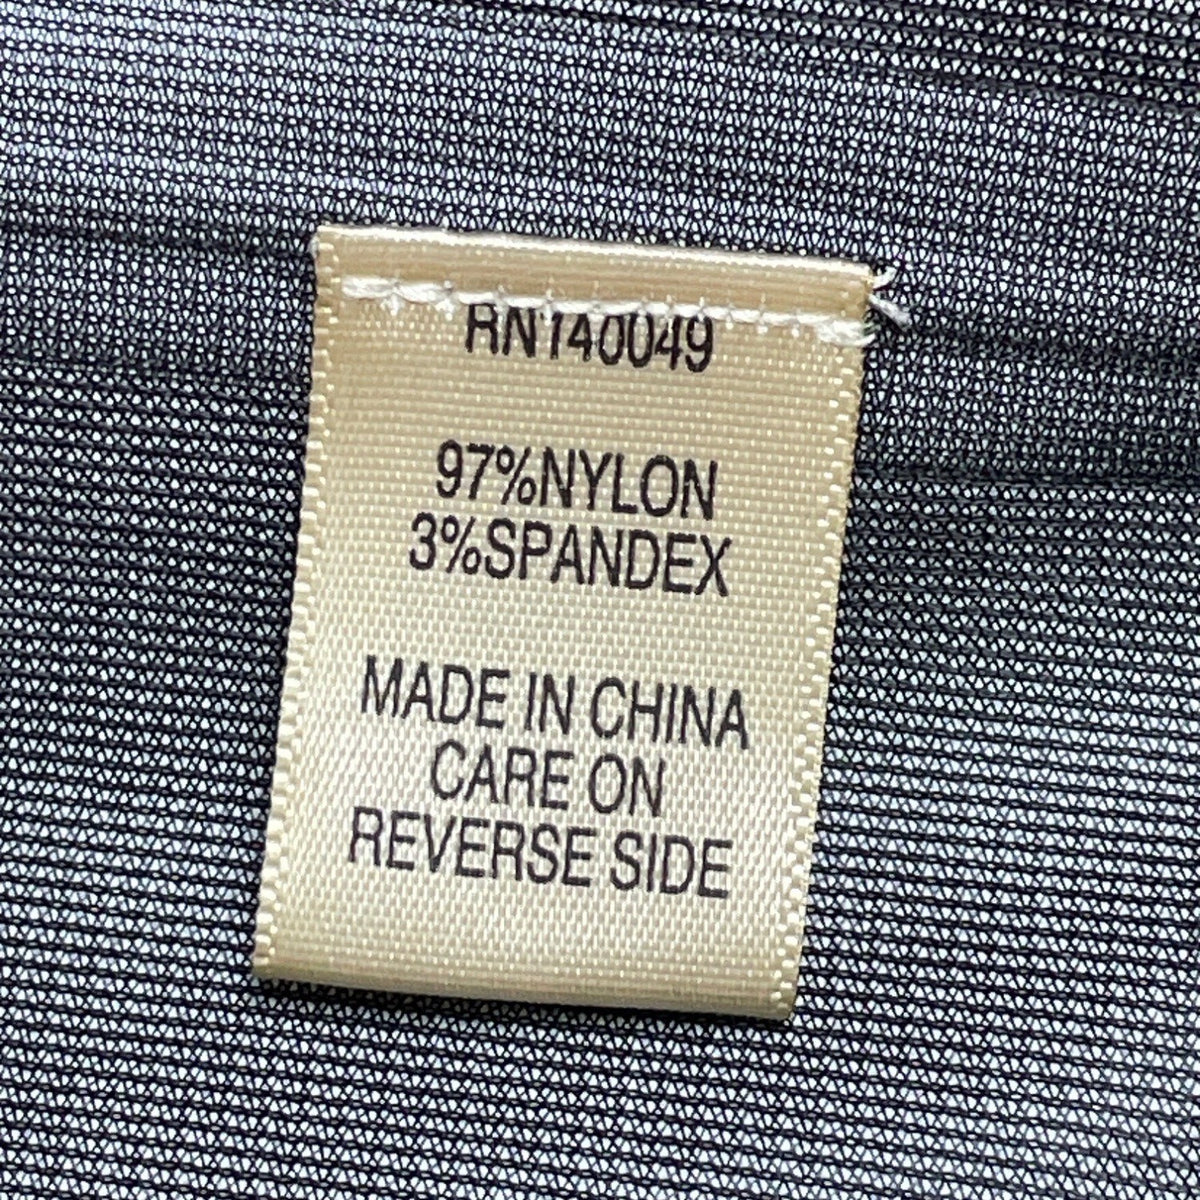 RN140049
97%NYLON
3%SPANDEX
MADE IN CHINA
CARE ON
REVERSE SIDE